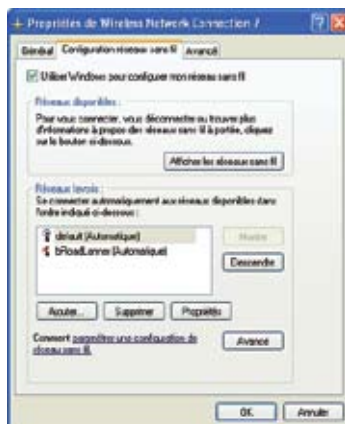 Propriétés de Wireless Network Connection 7
Général Configuration réseaux sans fil Avancé
Utiliser Windows pour configurer mon réseau sans fil
Réseaux disponibles :
Pour vous connecter, vous déconnecter ou trouver plus
d'informations à propos des réseaux sans fil à portée, cliquez
sur le bouton ci-dessous.
Afficher les réseaux sans fil
Réseaux favoris :
Se connecter automatiquement aux réseaux disponibles dans
l'ordre indiqué ci-dessous :
default (Automatique)
(Automatique)
Monter
Descendre
Ajouter... Supprimer Propriétés
Comment paramétrer une configuration de
réseau sans fil.
Avancé
OK Annuler